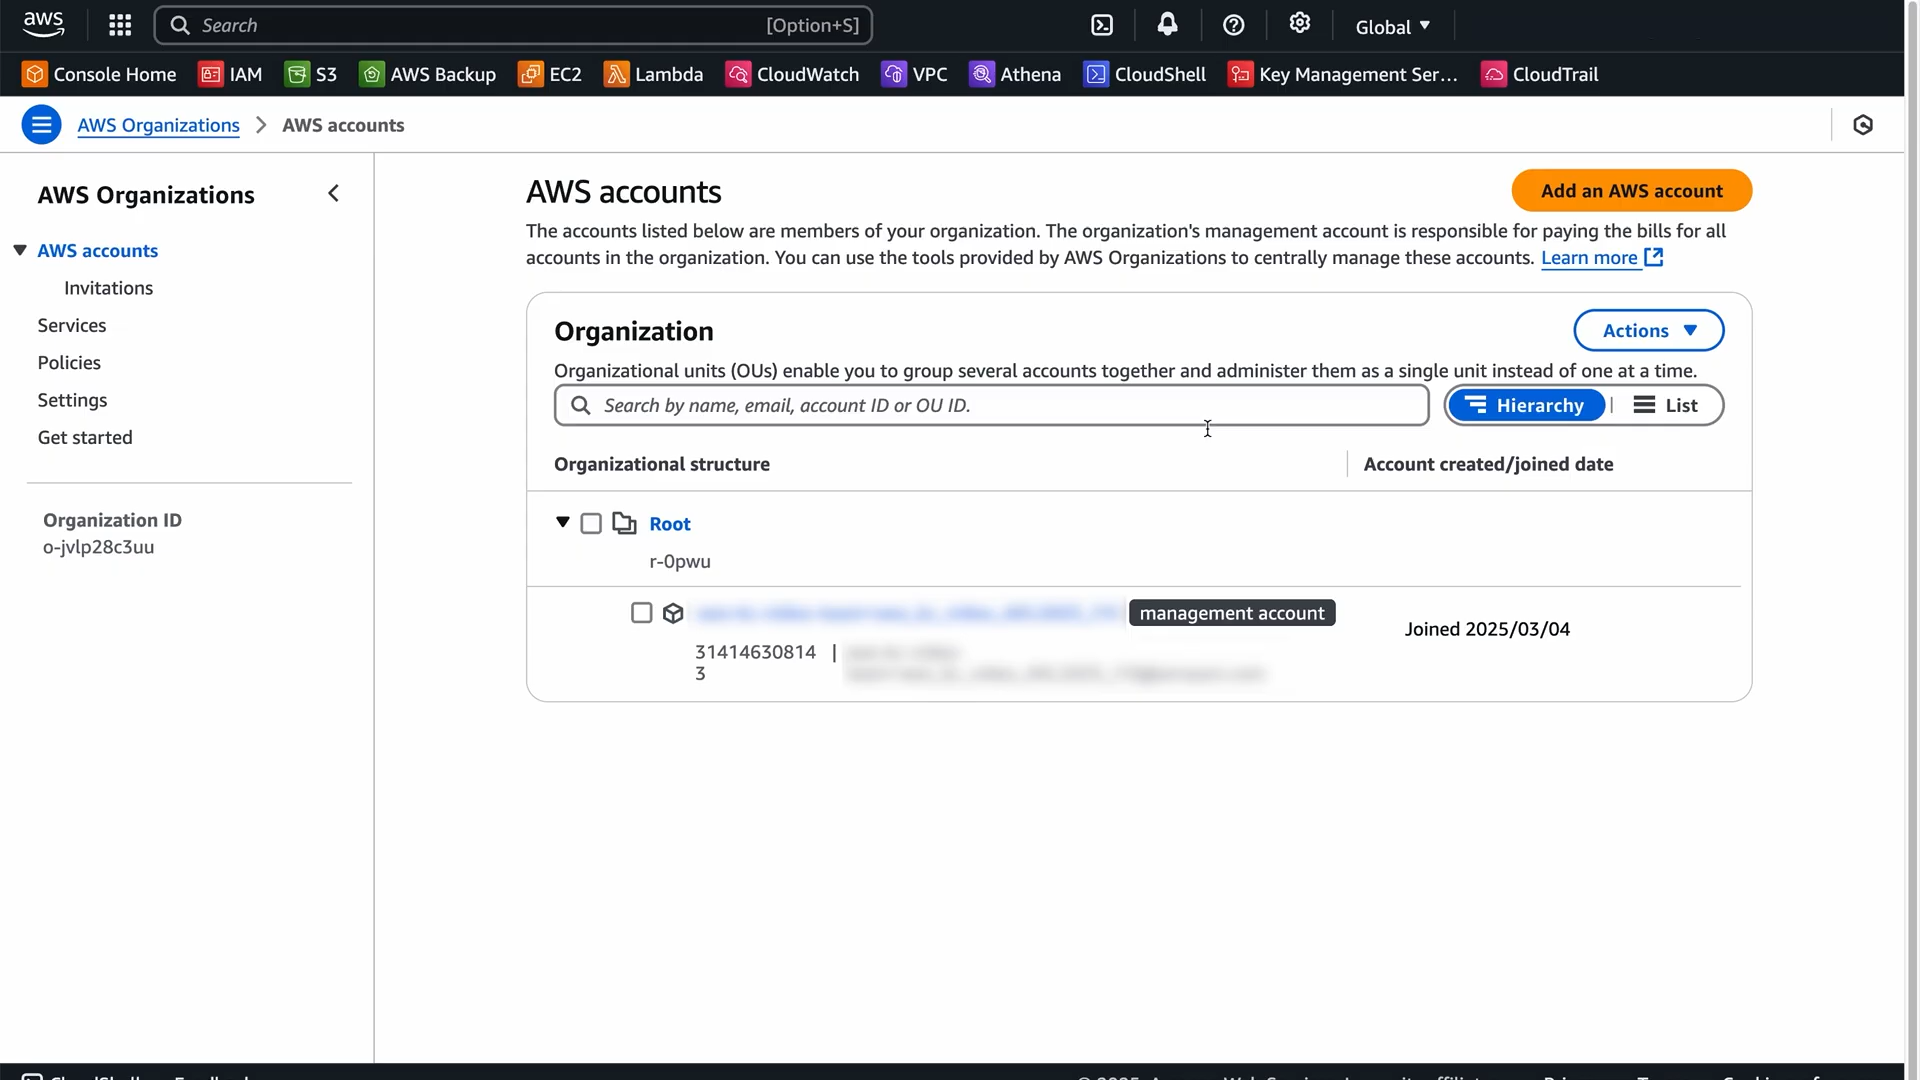 aws
Search [Option+S] Global
Console Home IAM S3 AWS Backup EC2 Lambda CloudWatch VPC Athena CloudShell Key Management Ser... CloudTrail
AWS Organizations > AWS accounts
AWS Organizations
AWS accounts
Invitations
Services
Policies
Settings
Get started
Organization ID
o-jvlp28c3uu
AWS accounts
Add an AWS account
The accounts listed below are members of your organization. The organization's management account is responsible for paying the bills for all
accounts in the organization. You can use the tools provided by AWS Organizations to centrally manage these accounts. Learn more
Organization
Actions
Organizational units (OUs) enable you to group several accounts together and administer them as a single unit instead of one at a time.
Search by name, email, account ID or OU ID.
Hierarchy | List
Organizational structure
Account created/joined date
Root
r-0pwu
management account
31414630814 |
3
Joined 2025/03/04